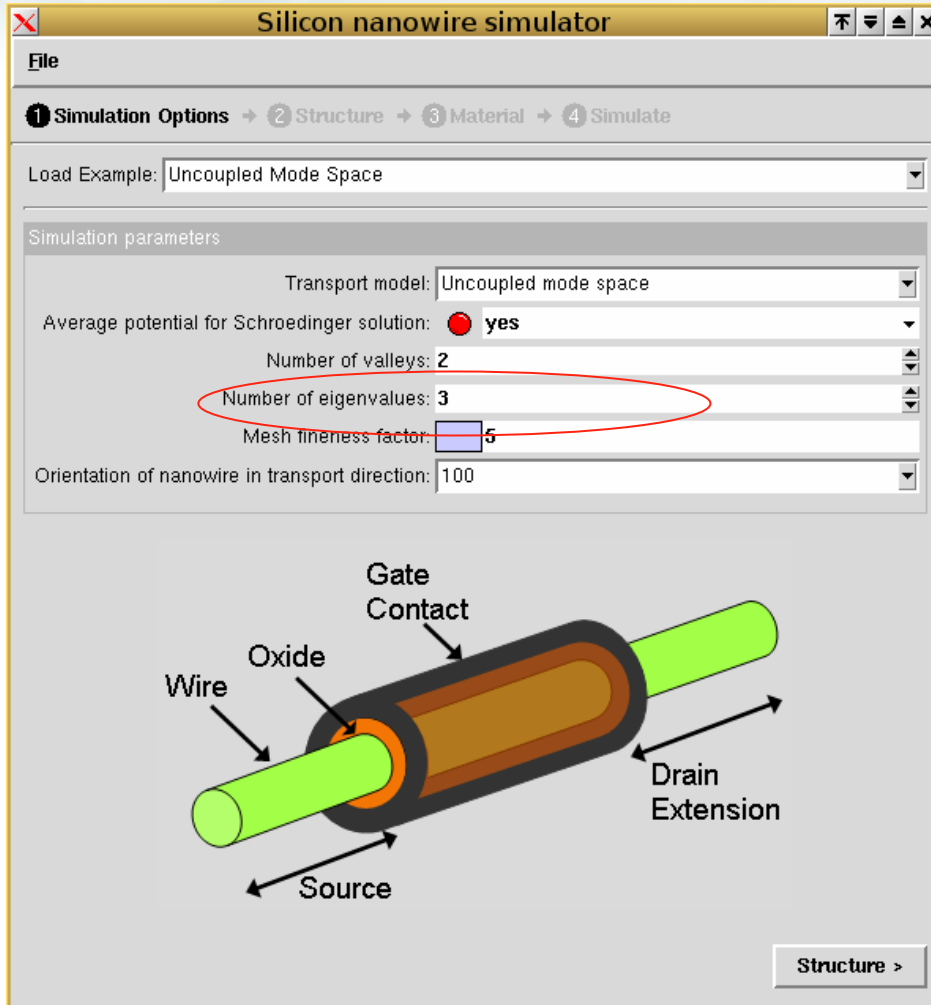 Silicon nanowire simulator
File
1 Simulation Options → 2 Structure → 3 Material → 4 Simulate
Load Example: Uncoupled Mode Space
Simulation parameters
Transport model: Uncoupled mode space
Average potential for Schroedinger solution: yes
Number of valleys: 2
Number of eigenvalues: 3
Mesh fineness factor: 5
Orientation of nanowire in transport direction: 100
Gate
Contact
Oxide
Wire
Drain
Extension
Source
Structure >